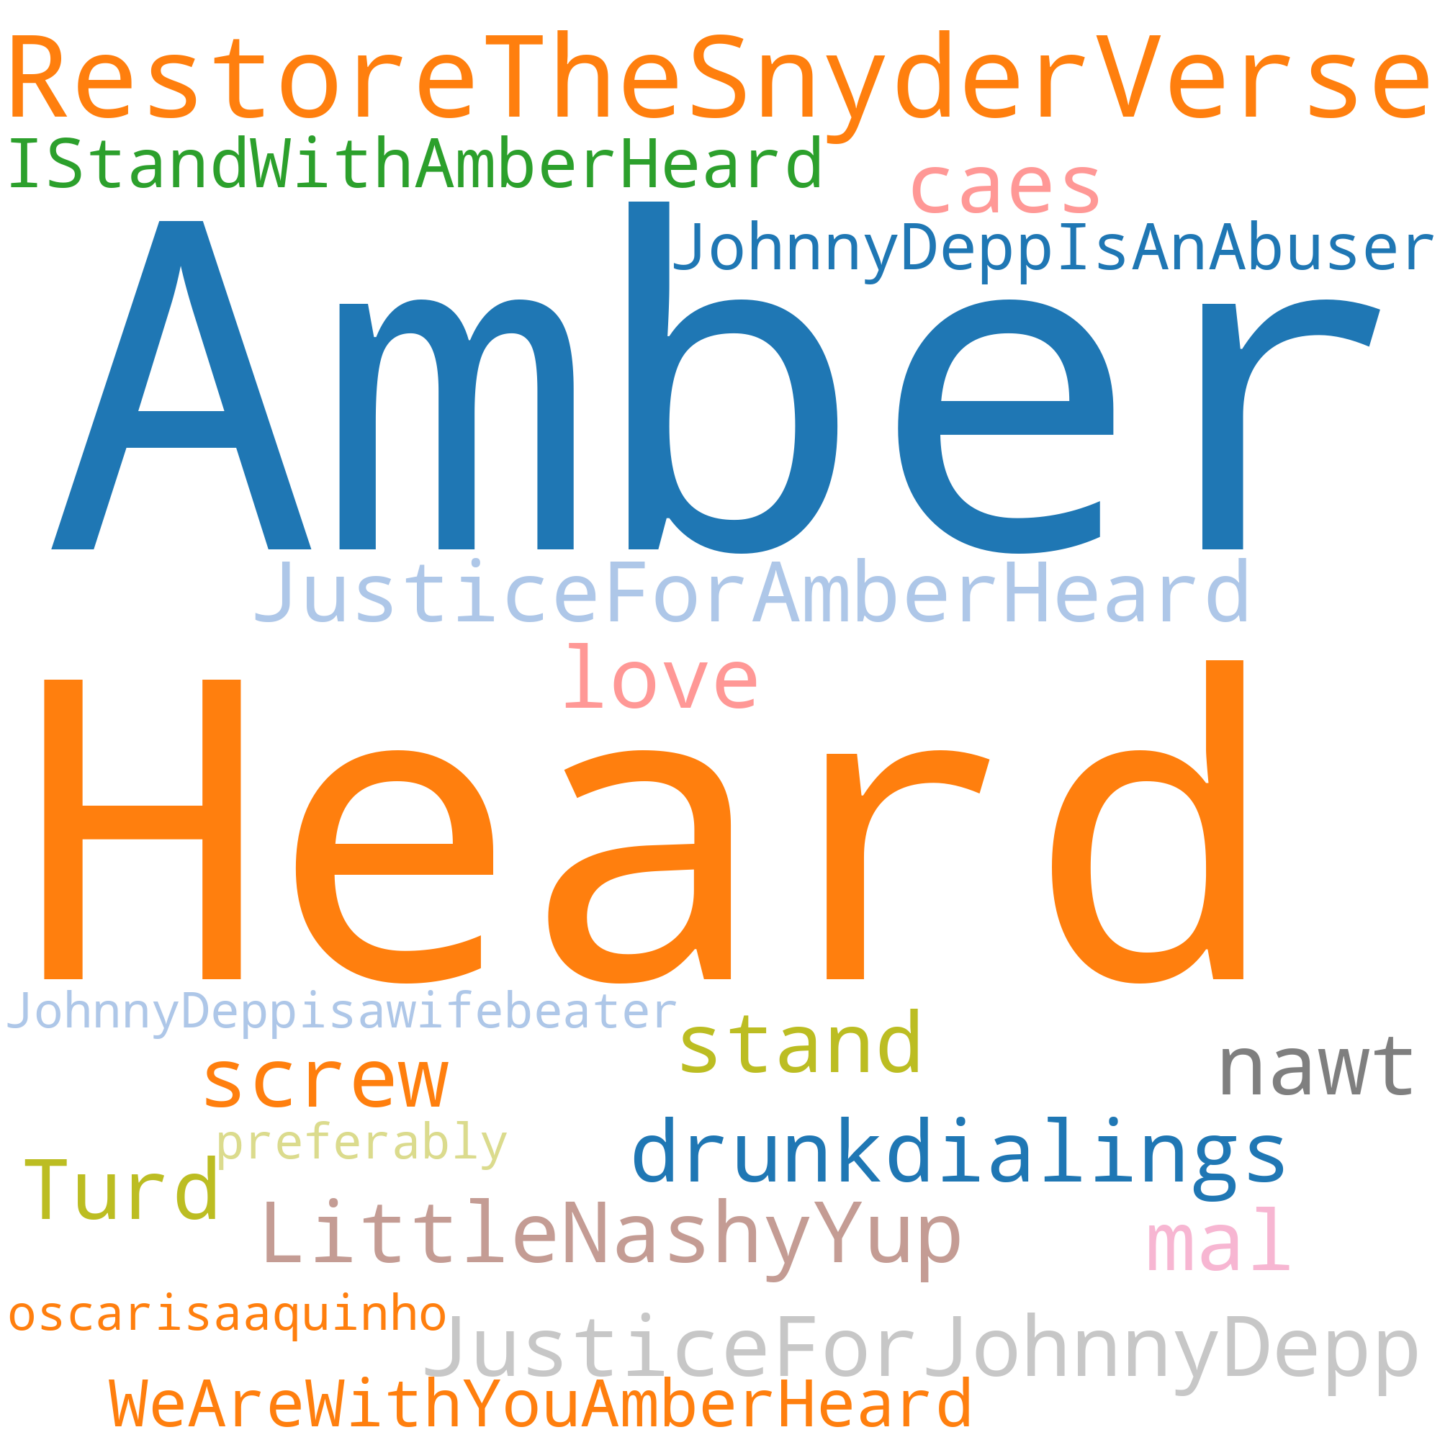 RestoreTheSnyderVerse
IStandWithAmberHeard
caes
JohnnyDeppIsAnAbuser
Amber
JusticeForAmberHeard
love
Heard
JohnnyDeppisawifebeater
stand
screw
nawt
preferably
drunkdialings
Turd
LittleNashyYup
mal
oscarisaaquinho
JusticeForJohnnyDepp
WeAreWithYouAmberHeard